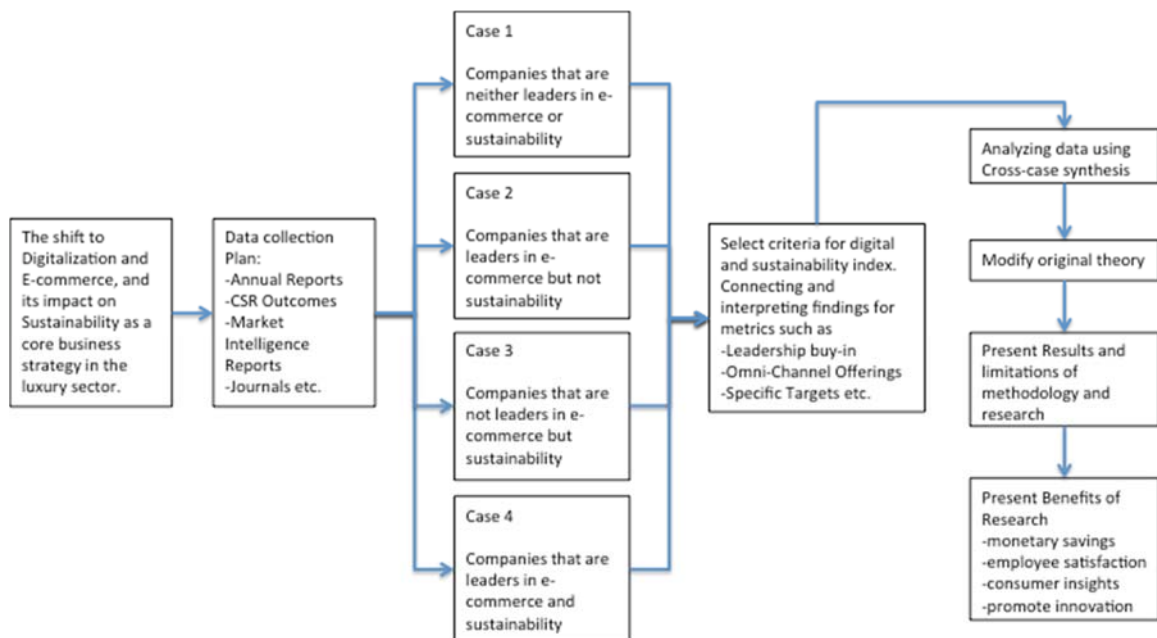 The shift to
Digitalization and
E-commerce, and
its impact on
Sustainability as a
core business
strategy in the
luxury sector.
Data collection
Plan:
-Annual Reports
-CSR Outcomes
-Market
Intelligence
Reports
-Journals etc.
Case 1
Companies that are
neither leaders in e-
commerce or
sustainability
Case 2
Companies that are
leaders in e-
commerce but not
sustainability
Case 3
Companies that are
not leaders in e-
commerce but
sustainability
Case 4
Companies that are
leaders in e-
commerce and
sustainability
Select criteria for digital
and sustainability index.
Connecting and
interpreting findings for
metrics such as
-Leadership buy-in
-Omni-Channel Offerings
-Specific Targets etc.
Analyzing data using
Cross-case synthesis
Modify original theory
Present Results and
limitations of
methodology and
research
Present Benefits of
Research
-monetary savings
-employee satisfaction
-consumer insights
-promote innovation